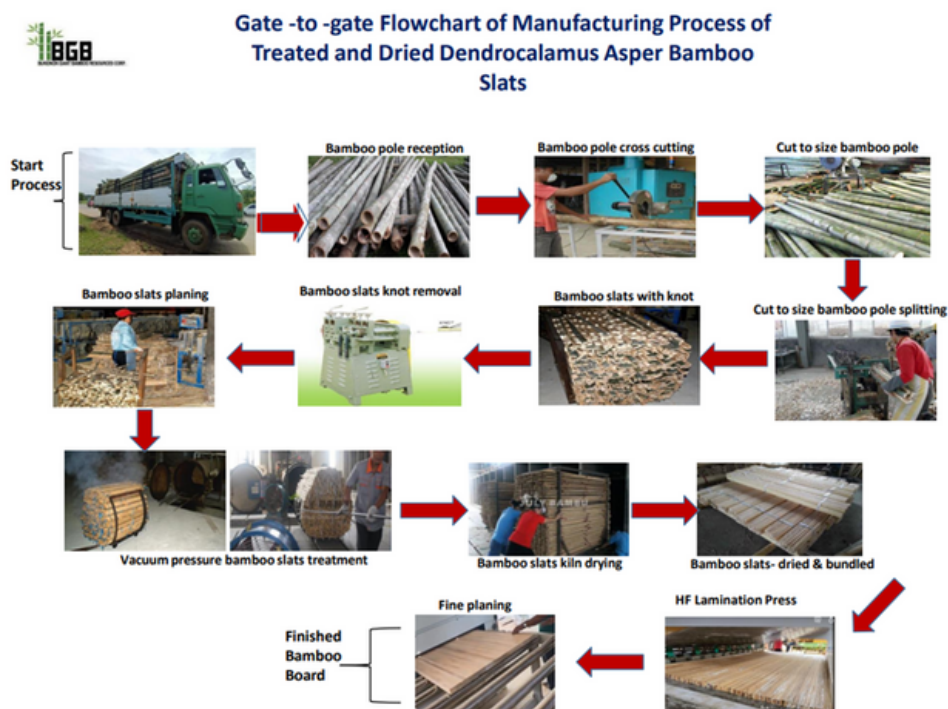 BGB
Gate -to -gate Flowchart of Manufacturing Process of
Treated and Dried Dendrocalamus Asper Bamboo
Slats
Start
Process
Bamboo pole reception
Bamboo pole cross cutting
Cut to size bamboo pole
Bamboo slats planing
Bamboo slats knot removal
Bamboo slats with knot
Cut to size bamboo pole splitting
Vacuum pressure bamboo slats treatment
Bamboo slats kiln drying
Bamboo slats- dried & bundled
Fine planing
HF Lamination Press
Finished
Bamboo
Board